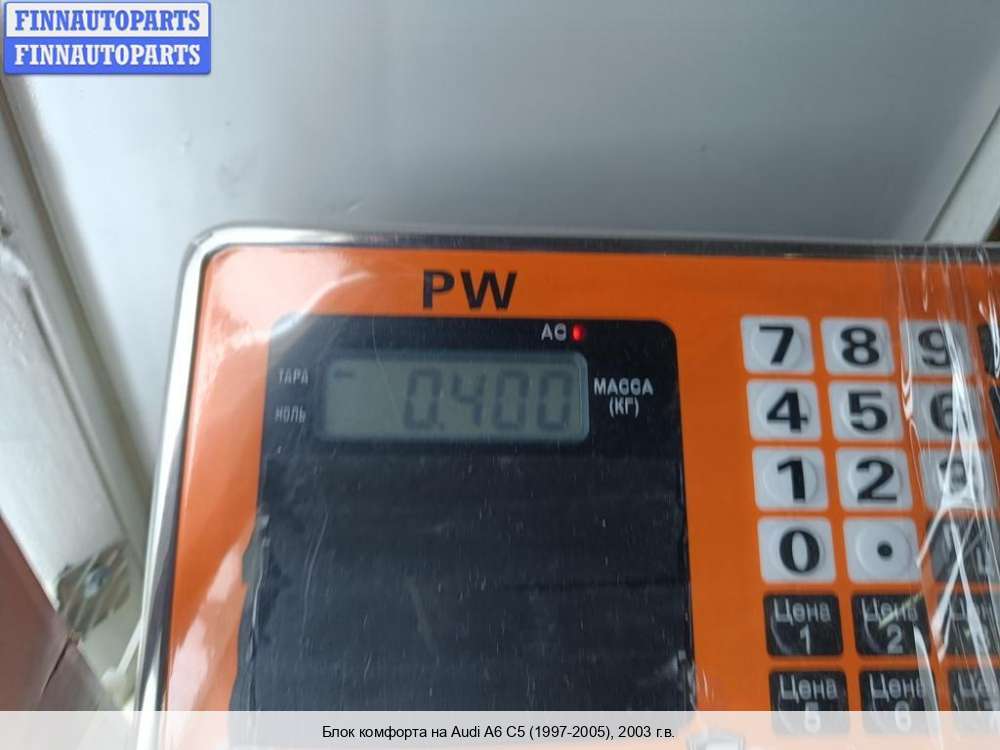 FINNAUTOPARTS
FINNAUTOPARTS
PW
AC
ТАРА
НОЛЬ
0.400
МАССА
(КГ)
7 8 9
4 5 6
1 2 3
0 .
Цена 1
Цена 2
Цена 5
Цена 6
Блок комфорта на Audi A6 C5 (1997-2005), 2003 г.в.